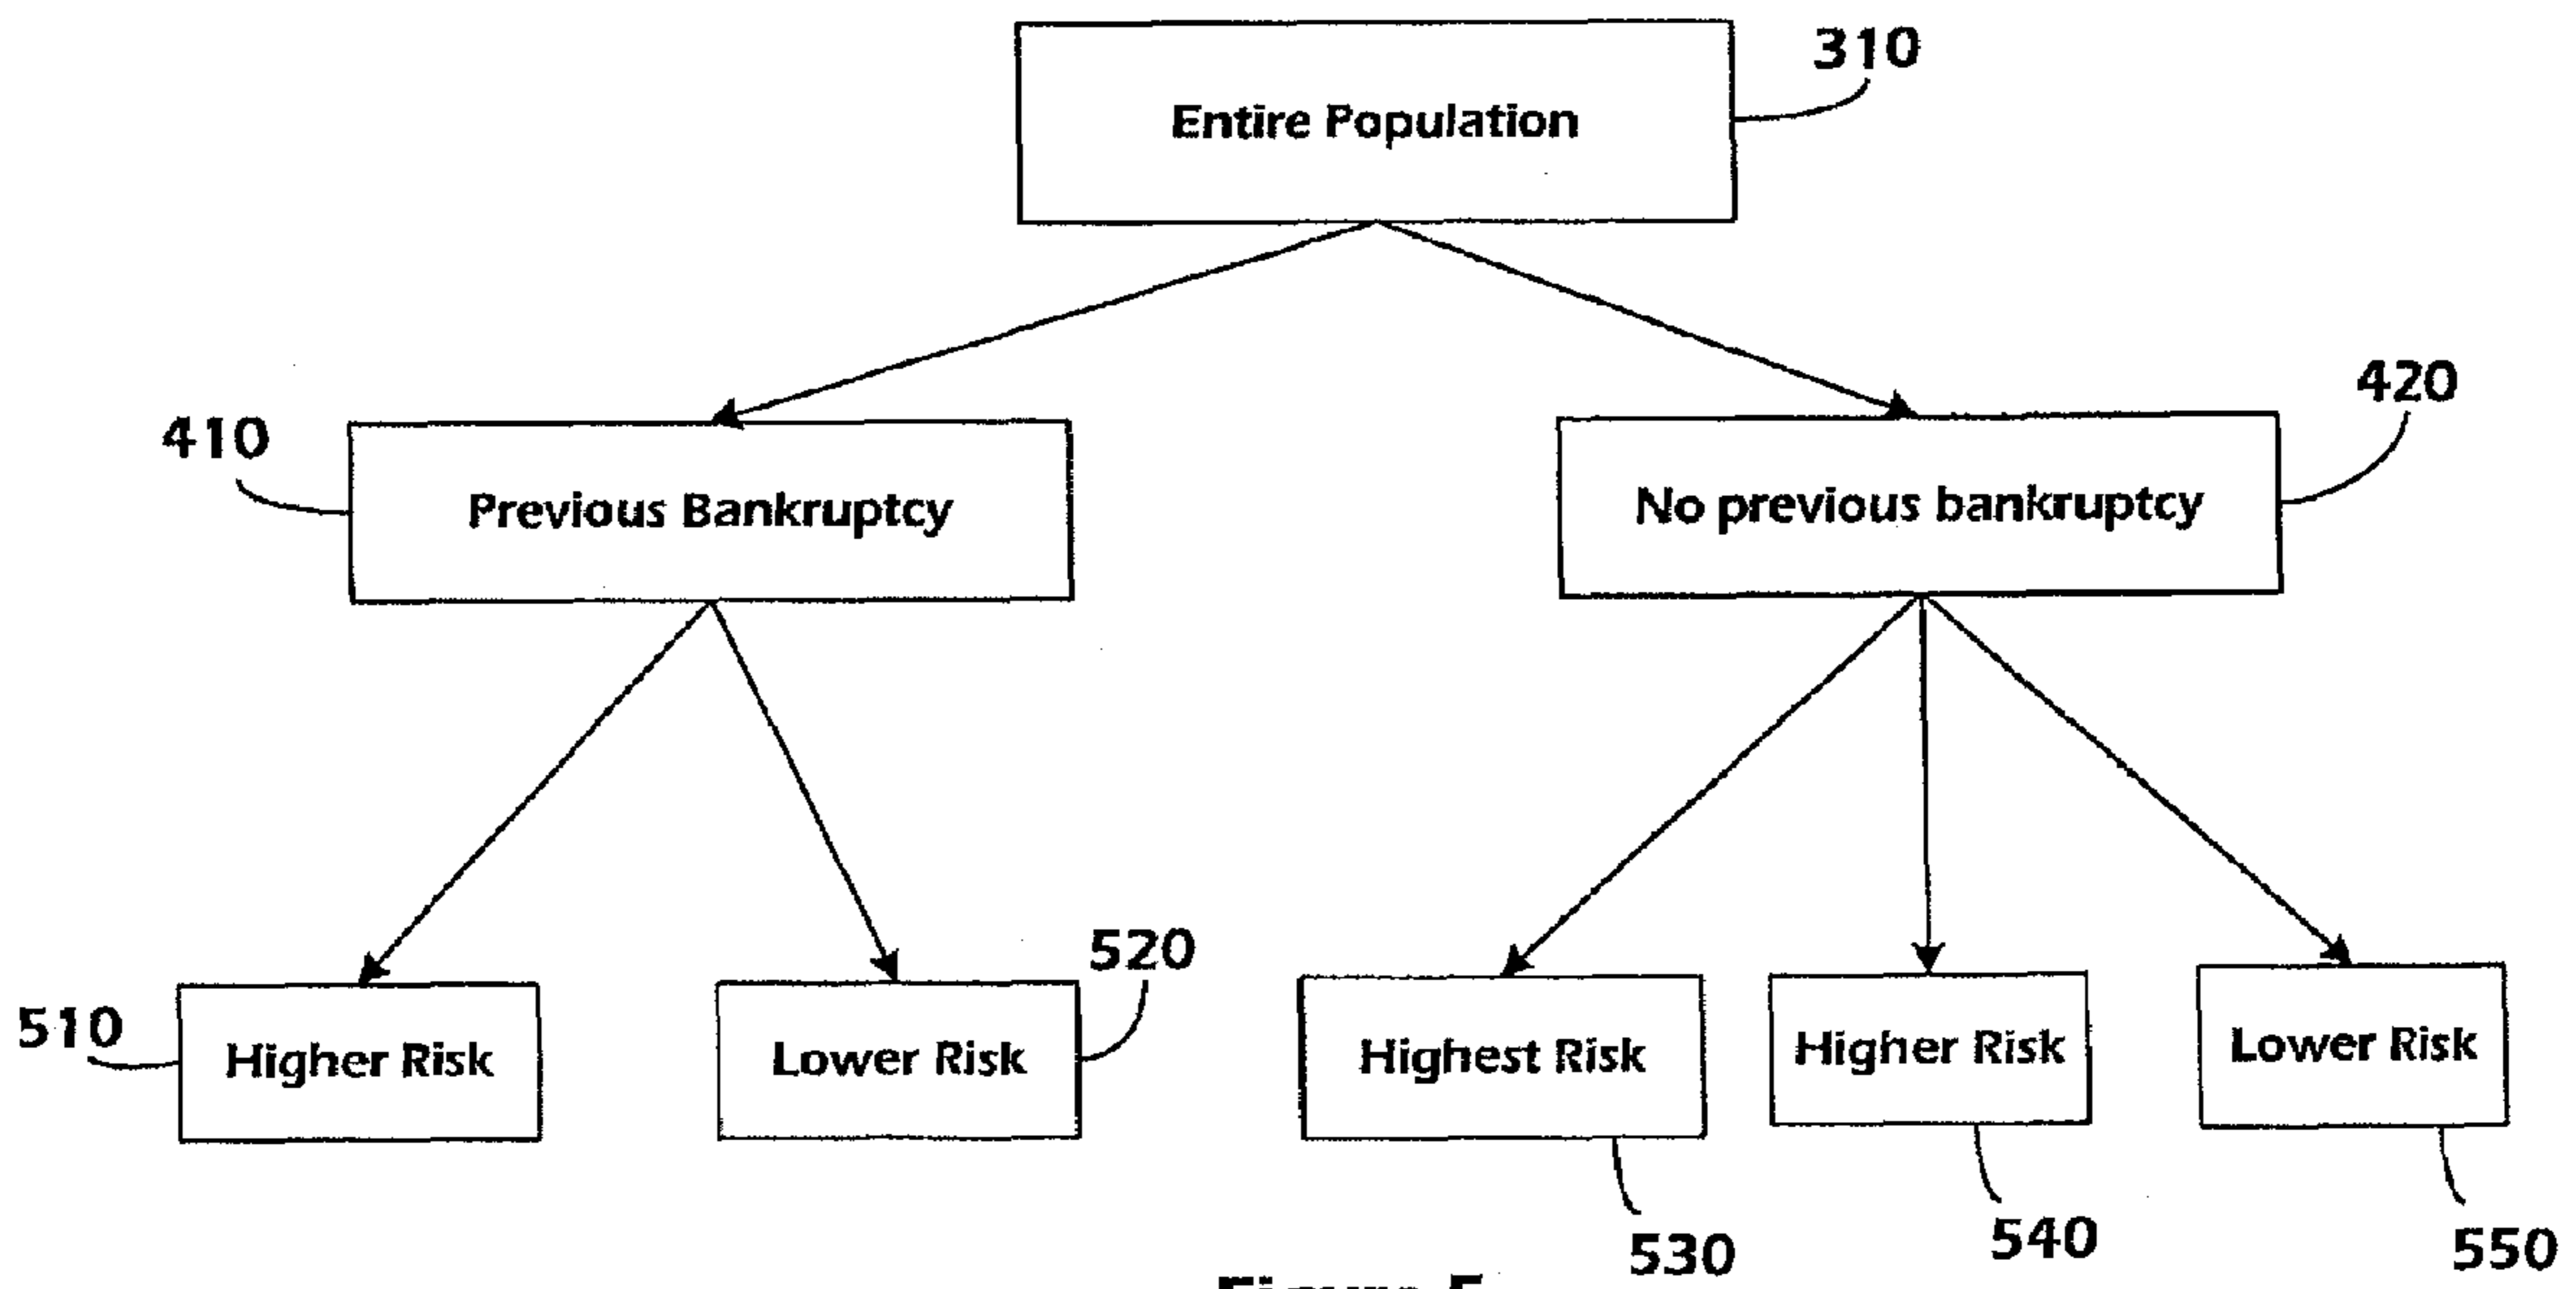 310
Entire Population
410
420
Previous Bankruptcy
No previous bankruptcy
510
520
Higher Risk
Lower Risk
Highest Risk
Higher Risk
Lower Risk
530
540
550